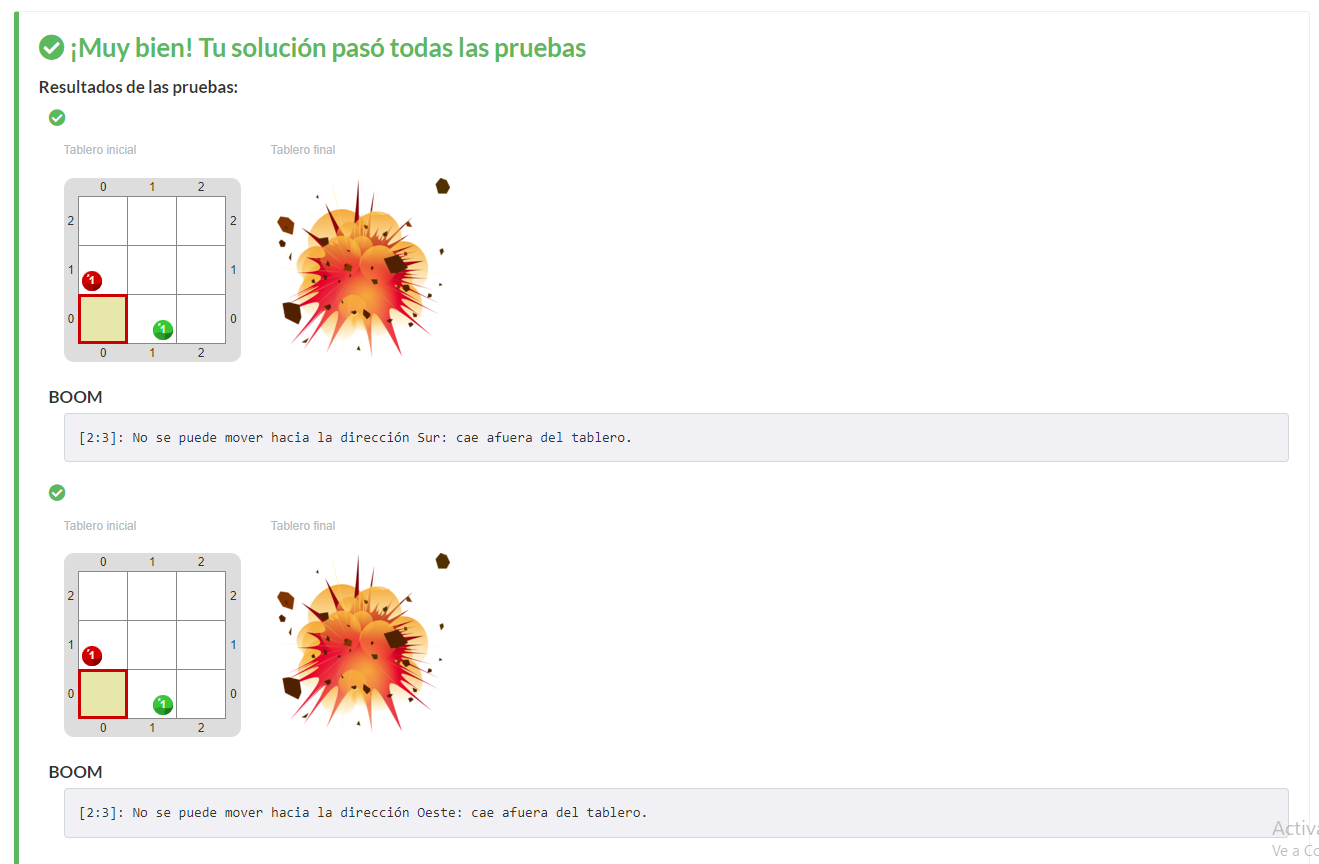 ¡Muy bien! Tu solución pasó todas las pruebas
Resultados de las pruebas:
Tablero inicial
Tablero final
0 1 2
2 2
1 1
1
0 1 0
0 1 2
BOOM
[2:3]: No se puede mover hacia la dirección Sur: cae afuera del tablero.
Tablero inicial
Tablero final
0 1 2
2 2
1 1
1
0 1 0
0 1 2
BOOM
[2:3]: No se puede mover hacia la dirección Oeste: cae afuera del tablero.
Activa
Ve a Co